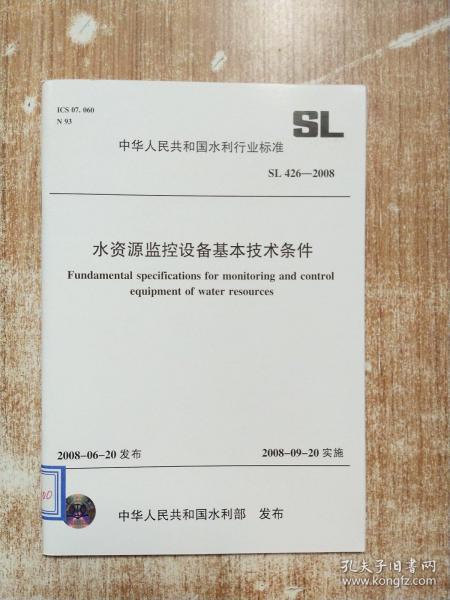 ICS 07. 060
N 93
SL
中华人民共和国水利行业标准
SL 426—2008
水资源监控设备基本技术条件
Fundamental specifications for monitoring and control
equipment of water resources
2008-06-20 发布
2008-09-20 实施
中华人民共和国水利部 发布
孔夫子旧书网
www.kongfz.com